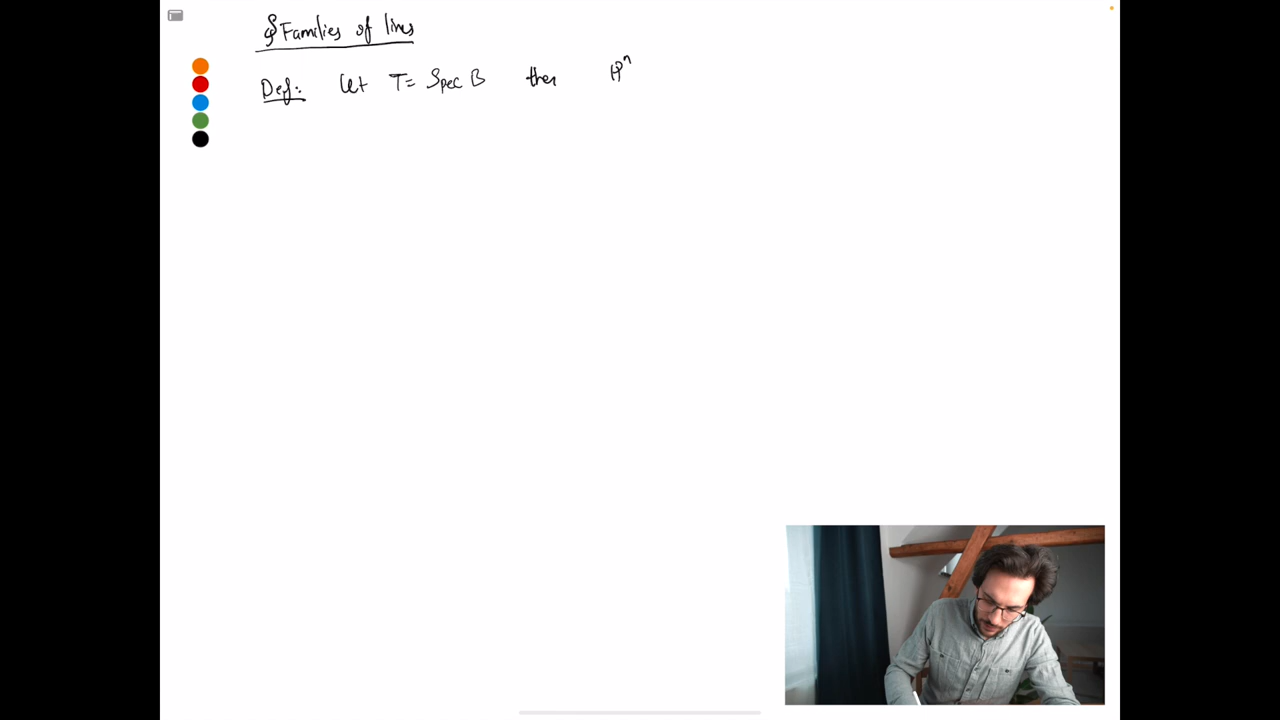 §Families of lines
Def: Let T = Spec B then ℙⁿ